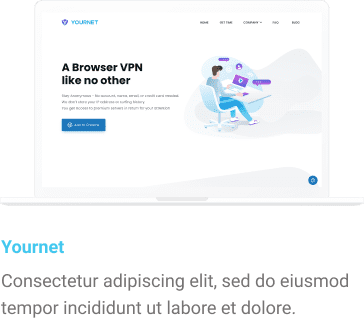 YOURNET
HOME GET PAID COMPANY FAQ BLOG
A Browser VPN
like no other
Stay Anonymous - No account, name, email, or credit card needed.
We don't store your IP address or surfing history.
You get access to premium servers in return for your attention.
Add to Chrome
Yournet
Consectetur adipiscing elit, sed do eiusmod
tempor incididunt ut labore et dolore.